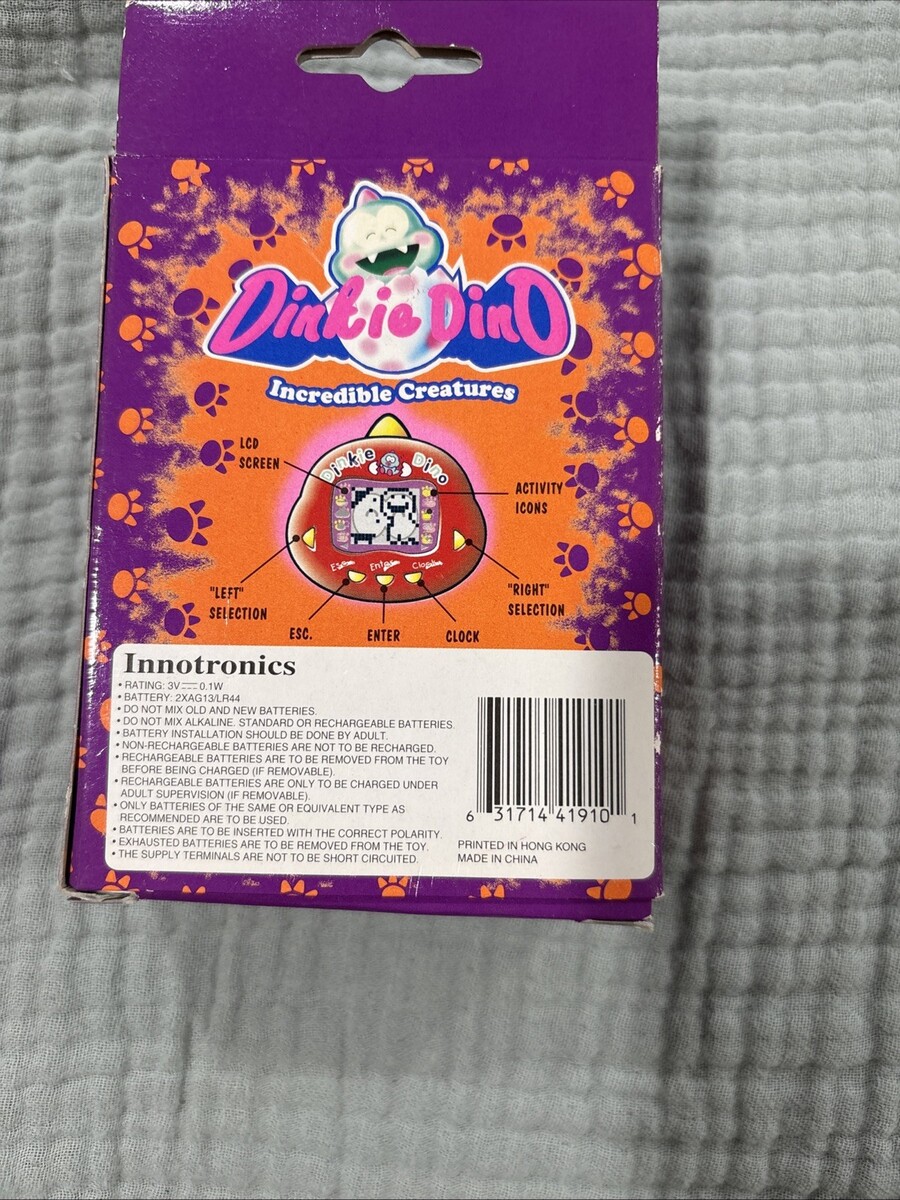 Dinkie Dino
Incredible Creatures
LCD
SCREEN
Dinkie Dino
ACTIVITY
ICONS
"LEFT"
SELECTION
"RIGHT"
SELECTION
ESC.
ENTER
CLOCK
Innotronics
• RATING: 3V⎓ 0.1W
• BATTERY: 2XAG13/LR44
• DO NOT MIX OLD AND NEW BATTERIES.
• DO NOT MIX ALKALINE. STANDARD OR RECHARGEABLE BATTERIES.
• BATTERY INSTALLATION SHOULD BE DONE BY ADULT.
• NON-RECHARGEABLE BATTERIES ARE NOT TO BE RECHARGED.
• RECHARGEABLE BATTERIES ARE TO BE REMOVED FROM THE TOY
BEFORE BEING CHARGED (IF REMOVABLE).
• RECHARGEABLE BATTERIES ARE ONLY TO BE CHARGED UNDER
ADULT SUPERVISION (IF REMOVABLE).
• ONLY BATTERIES OF THE SAME OR EQUIVALENT TYPE AS
RECOMMENDED ARE TO BE USED.
• BATTERIES ARE TO BE INSERTED WITH THE CORRECT POLARITY.
• EXHAUSTED BATTERIES ARE TO BE REMOVED FROM THE TOY.
• THE SUPPLY TERMINALS ARE NOT TO BE SHORT CIRCUITED.
6 31714 41910 1
PRINTED IN HONG KONG
MADE IN CHINA